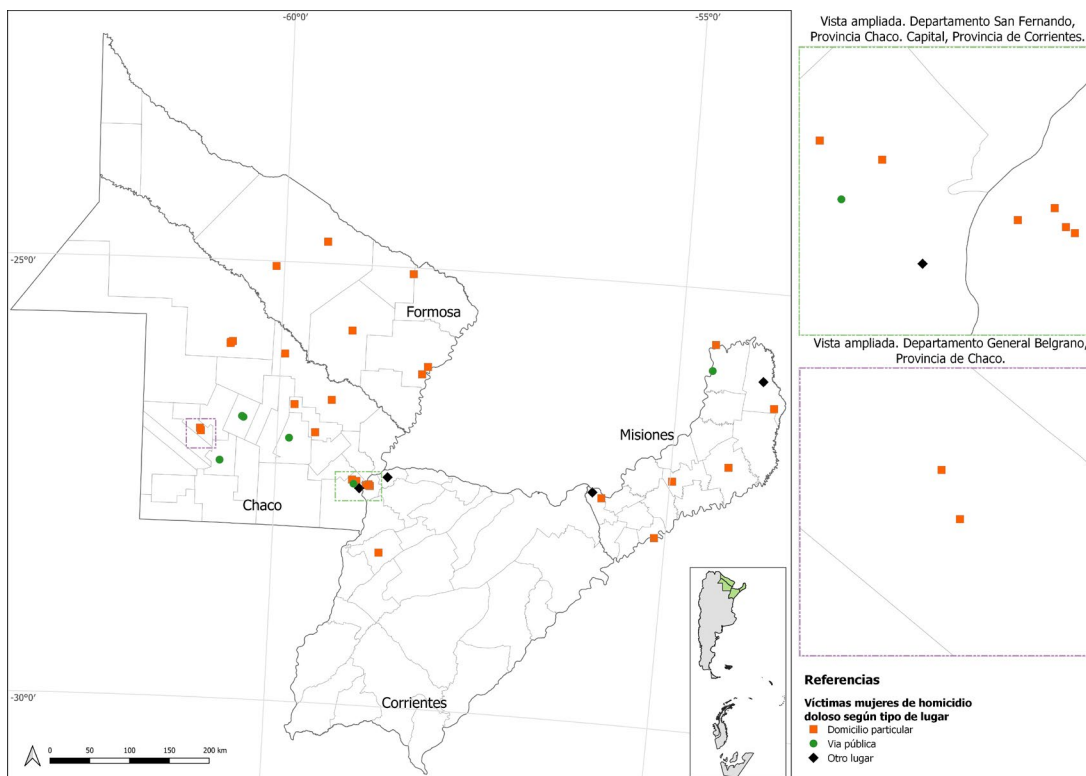 -60°0'
-55°0'
-25°0'
-30°0'
Formosa
Misiones
Chaco
Corrientes
0 50 100 150 200 km
Vista ampliada. Departamento San Fernando,
Provincia Chaco. Capital, Provincia de Corrientes.
Vista ampliada. Departamento General Belgrano,
Provincia de Chaco.
Referencias
Víctimas mujeres de homicidio
doloso según tipo de lugar
Domicilio particular
Via pública
Otro lugar